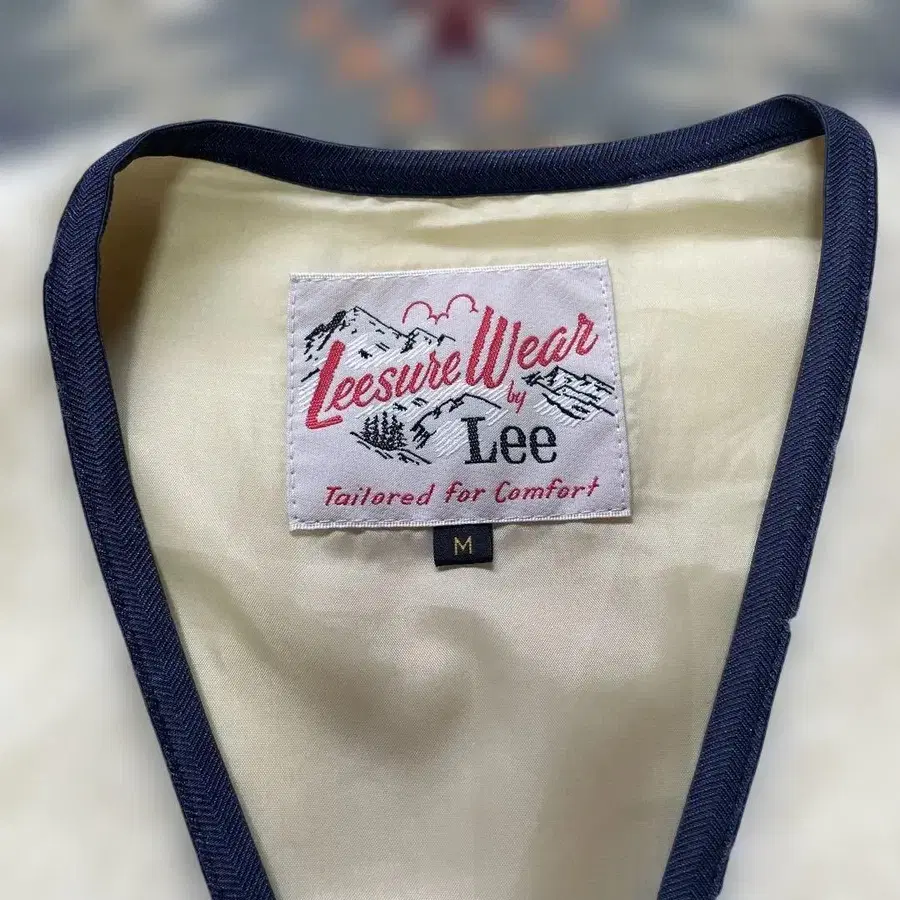 Leesure Wear
by
Lee
Tailored for Comfort
M